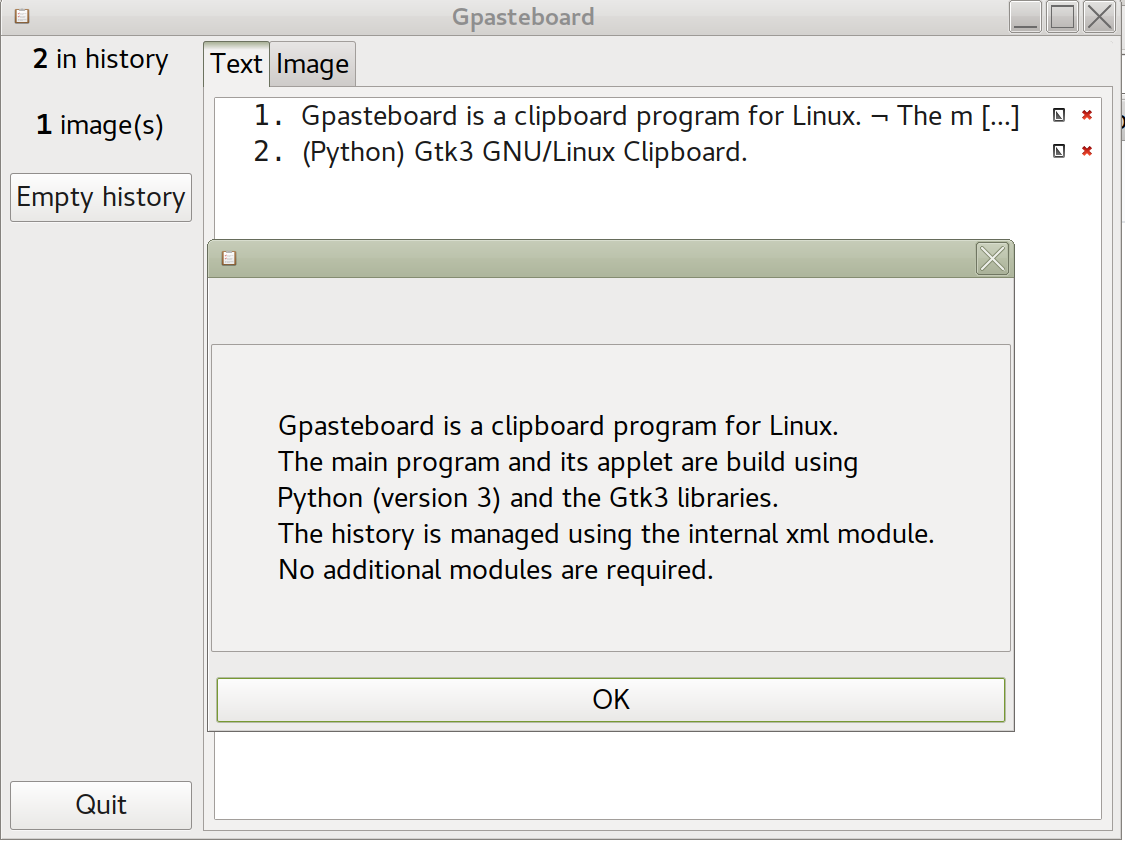 Gpasteboard
2 in history
1 image(s)
Empty history
Text Image
1. Gpasteboard is a clipboard program for Linux. ¬ The m [...]
2. (Python) Gtk3 GNU/Linux Clipboard.
Gpasteboard is a clipboard program for Linux.
The main program and its applet are build using
Python (version 3) and the Gtk3 libraries.
The history is managed using the internal xml module.
No additional modules are required.
OK
Quit